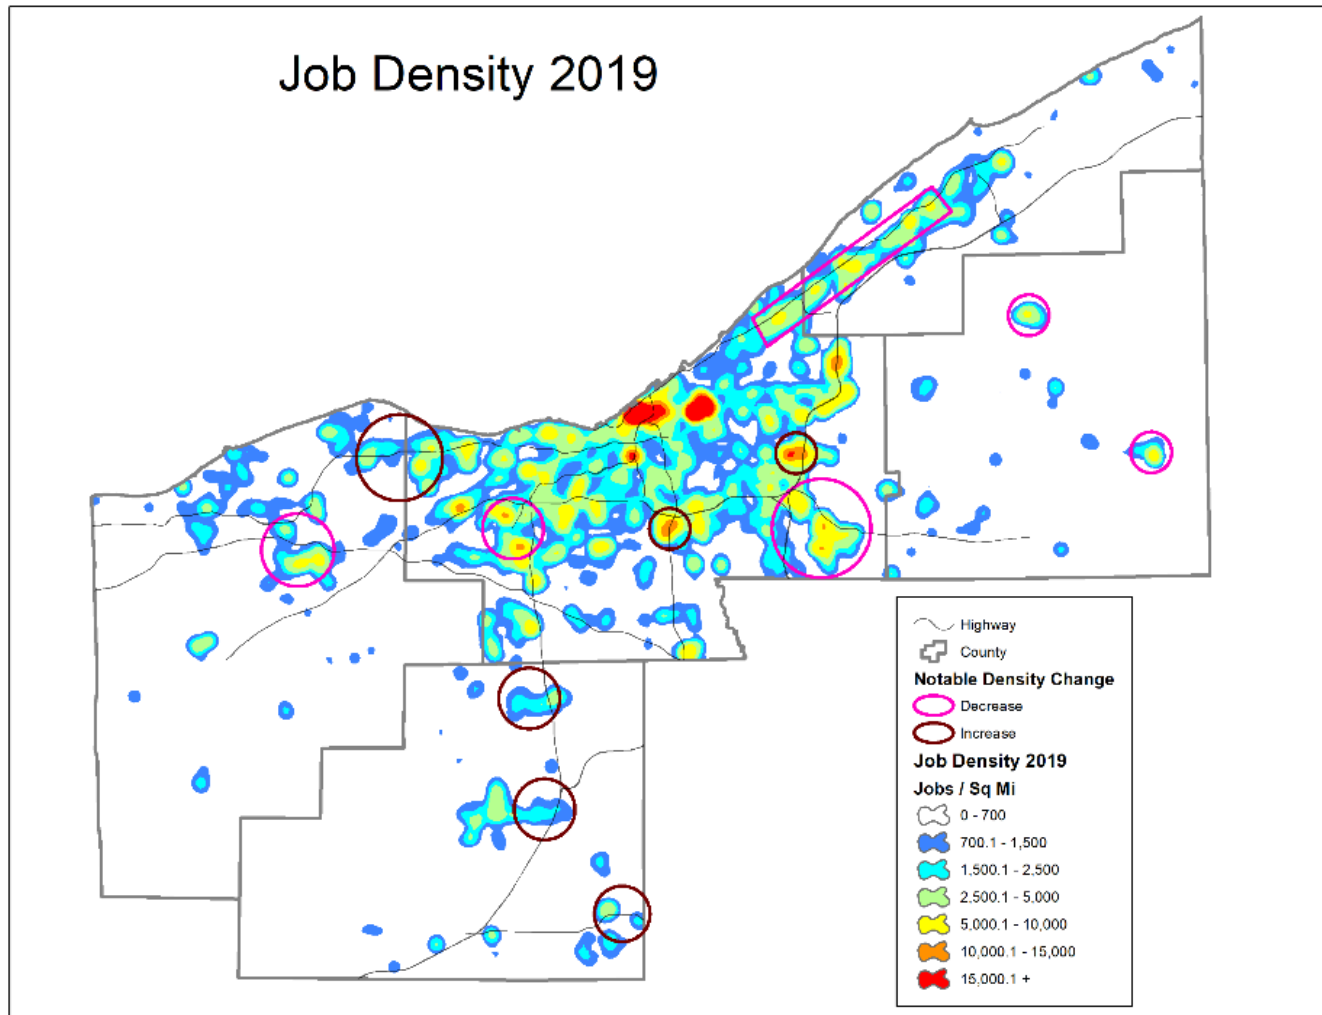 Job Density 2019
Highway
County
Notable Density Change
Decrease
Increase
Job Density 2019
Jobs / Sq Mi
0 - 700
700.1 - 1,500
1,500.1 - 2,500
2,500.1 - 5,000
5,000.1 - 10,000
10,000.1 - 15,000
15,000.1 +